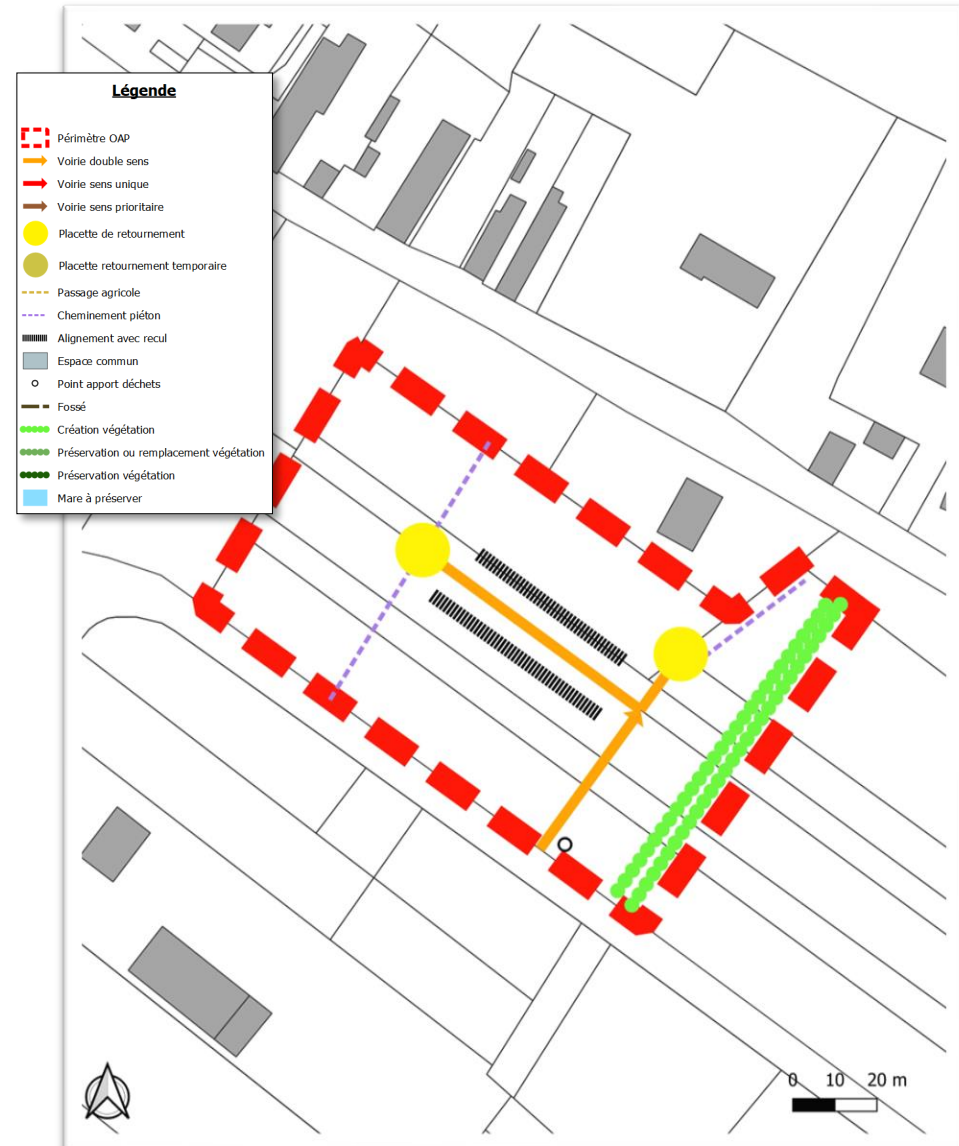 Légende
Périmètre OAP
Voirie double sens
Voirie sens unique
Voirie sens prioritaire
Placette de retournement
Placette retournement temporaire
Passage agricole
Cheminement piéton
Alignement avec recul
Espace commun
Point apport déchets
Fossé
Création végétation
Préservation ou remplacement végétation
Préservation végétation
Mare à préserver
0 10 20 m